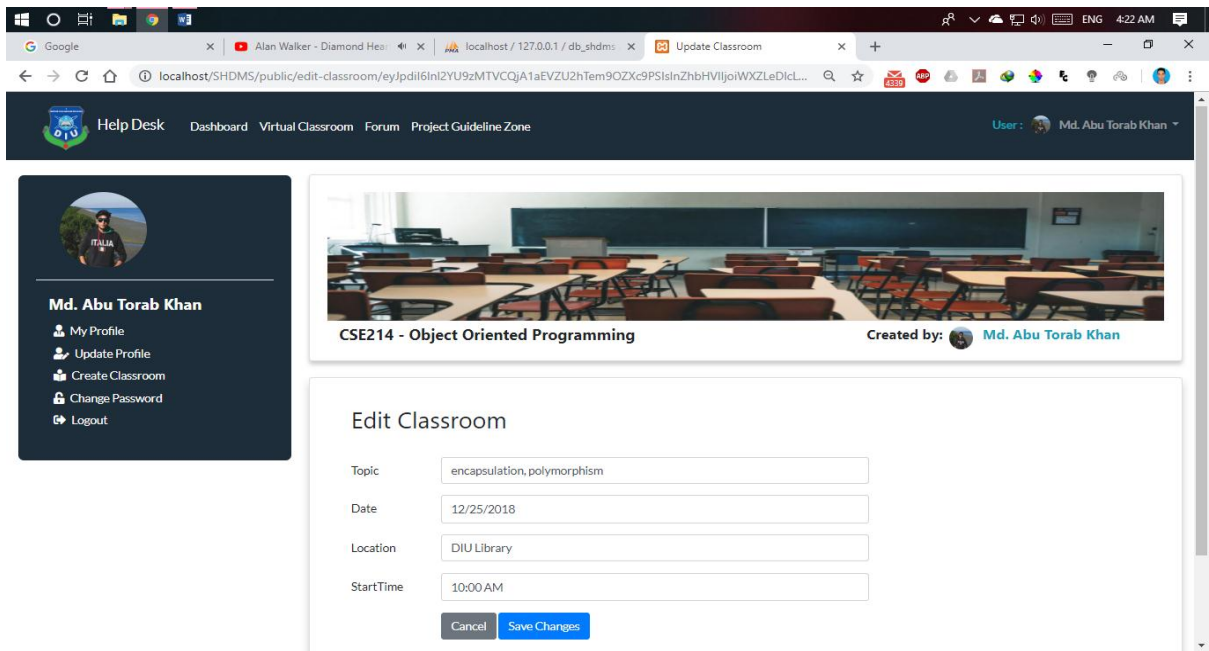 ENG 4:22 AM
Google
Alan Walker - Diamond Hear
localhost / 127.0.0.1 / db_shdms
Update Classroom
localhost/SHDMS/public/edit-classroom/
4339
ABP
Help Desk Dashboard Virtual Classroom Forum Project Guideline Zone
User : Md. Abu Torab Khan
DIU
ITALIA
Md. Abu Torab Khan
My Profile
Update Profile
Create Classroom
Change Password
Logout
CSE214 - Object Oriented Programming
Created by: Md. Abu Torab Khan
Edit Classroom
Topic encapsulation, polymorphism
Date 12/25/2018
Location DIU Library
StartTime 10:00 AM
Cancel Save Changes